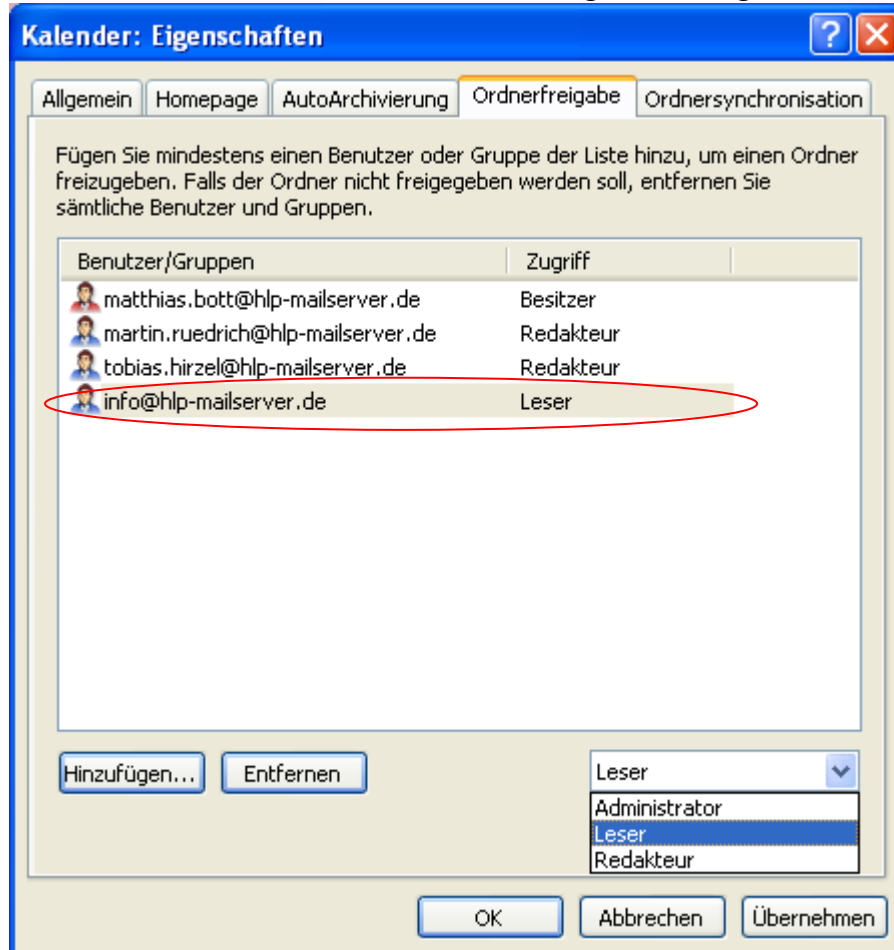 Kalender: Eigenschaften
Allgemein Homepage AutoArchivierung Ordnerfreigabe Ordnersynchronisation
Fügen Sie mindestens einen Benutzer oder Gruppe der Liste hinzu, um einen Ordner
freizugeben. Falls der Ordner nicht freigegeben werden soll, entfernen Sie
sämtliche Benutzer und Gruppen.
Benutzer/Gruppen Zugriff
matthias.bott@hlp-mailserver.de Besitzer
martin.ruedrich@hlp-mailserver.de Redakteur
tobias.hirzel@hlp-mailserver.de Redakteur
info@hlp-mailserver.de Leser
Hinzufügen... Entfernen Leser
Administrator
Leser
Redakteur
OK Abbrechen Übernehmen